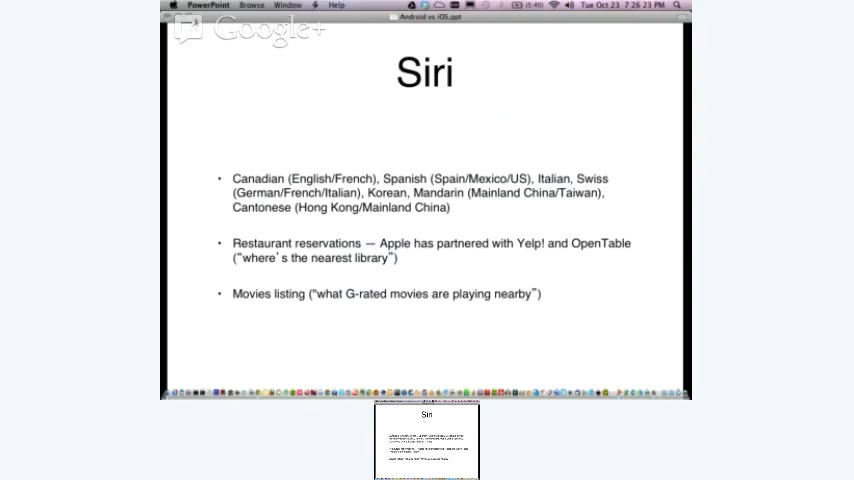 PowerPoint Browse Window Help
(5:40) Tue Oct 23 7 26 23 PM
Android vs iOS.ppt
Google+
Siri
• Canadian (English/French), Spanish (Spain/Mexico/US), Italian, Swiss
(German/French/Italian), Korean, Mandarin (Mainland China/Taiwan),
Cantonese (Hong Kong/Mainland China)
• Restaurant reservations — Apple has partnered with Yelp! and OpenTable
(“where’s the nearest library”)
• Movies listing (“what G-rated movies are playing nearby”)
Siri